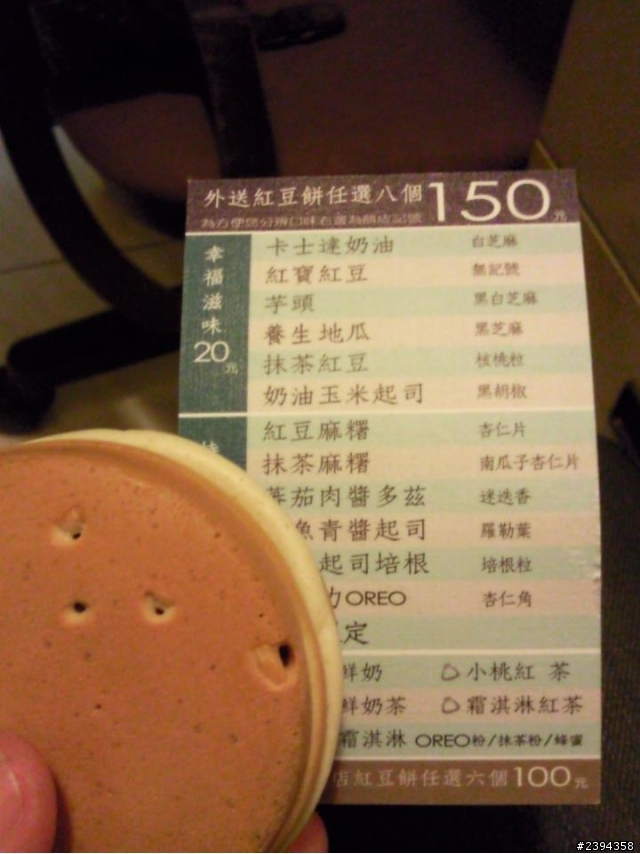 外送紅豆餅任選八個150元
為方便您分辨口味右邊為餅皮記號
幸福滋味
20元
卡士達奶油 白芝麻
紅寶紅豆 無記號
芋頭 黑白芝麻
養生地瓜 黑芝麻
抹茶紅豆 核桃粒
奶油玉米起司 黑胡椒
紅豆麻糬 杏仁片
抹茶麻糬 南瓜子杏仁片
蕃茄肉醬多茲 迷迭香
魚青醬起司 羅勒葉
起司培根 培根粒
力OREO 杏仁角
定
鮮奶 小桃紅 茶
鮮奶茶 霜淇淋紅茶
霜淇淋 OREO粉/抹茶粉/蜂蜜
店紅豆餅任選六個100元
#2394358